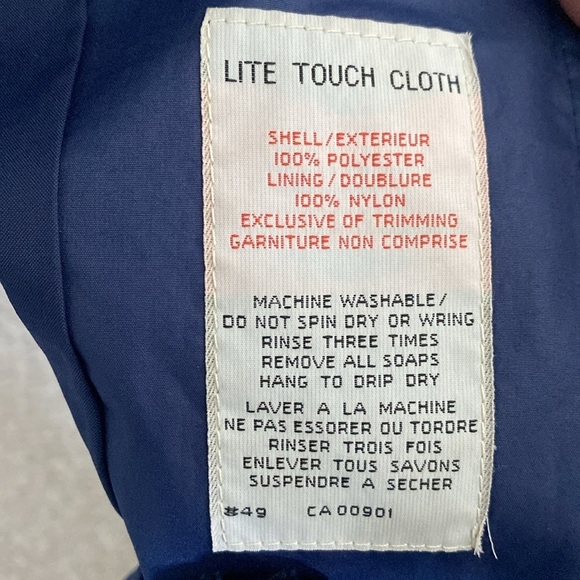 LITE TOUCH CLOTH
SHELL/EXTERIEUR
100% POLYESTER
LINING/DOUBLURE
100% NYLON
EXCLUSIVE OF TRIMMING
GARNITURE NON COMPRISE
MACHINE WASHABLE/
DO NOT SPIN DRY OR WRING
RINSE THREE TIMES
REMOVE ALL SOAPS
HANG TO DRIP DRY
LAVER A LA MACHINE
NE PAS ESSORER OU TORDRE
RINSER TROIS FOIS
ENLEVER TOUS SAVONS
SUSPENDRE A SECHER
#49 CA00901